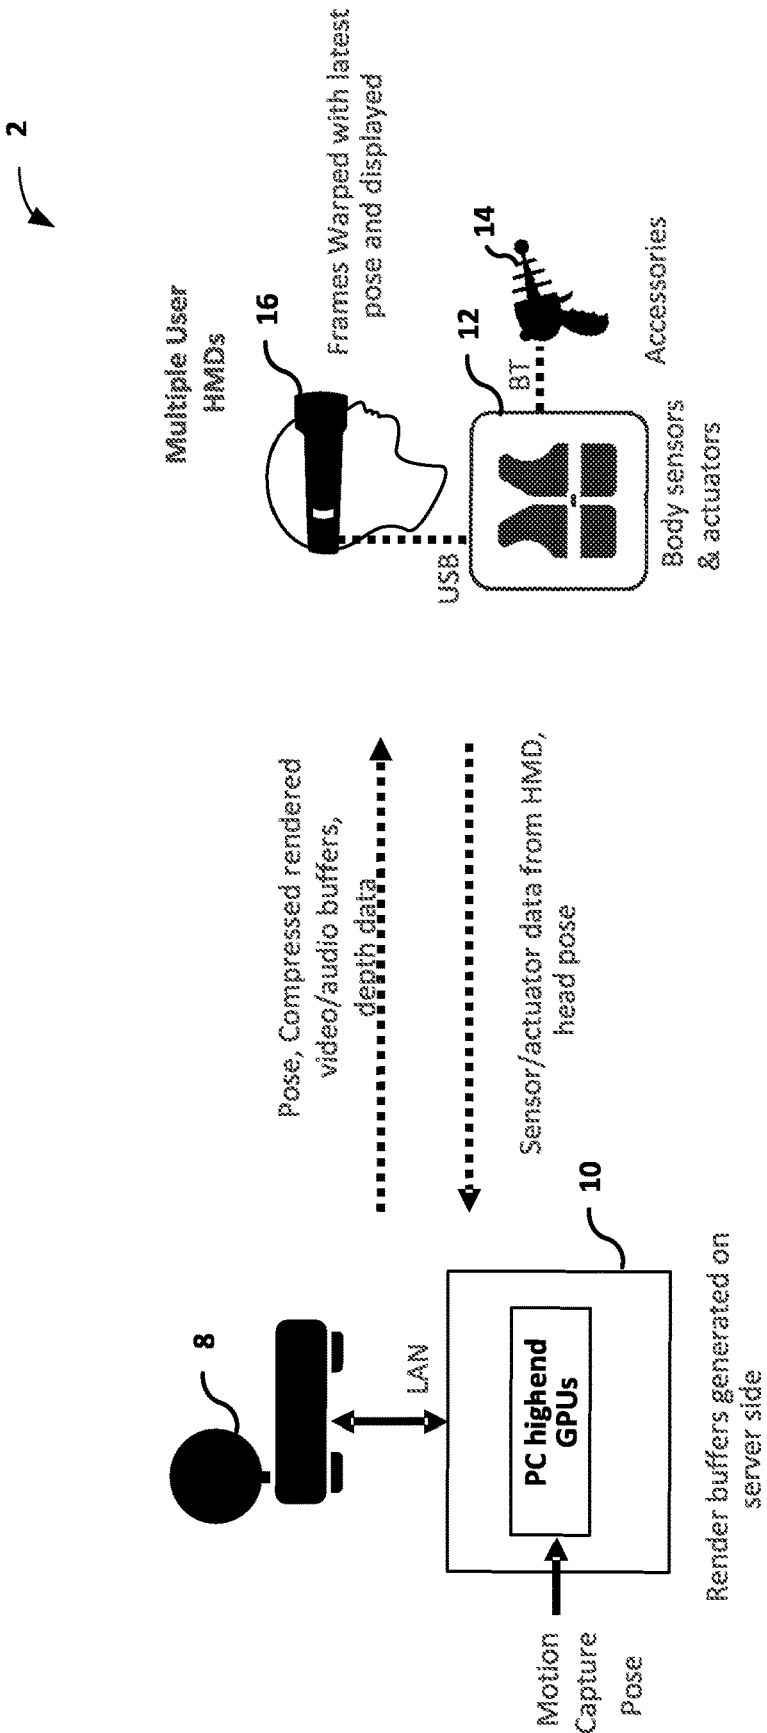 2
8
LAN
PC highend
GPUs
10
Motion
Capture
Pose
Render buffers generated on
server side
Pose, Compressed rendered
video/audio buffers,
depth data
Sensor/actuator data from HMD,
head pose
Multiple User
HMDs
16
Frames Warped with latest
pose and displayed
USB
12
BT
14
Body sensors
& actuators
Accessories